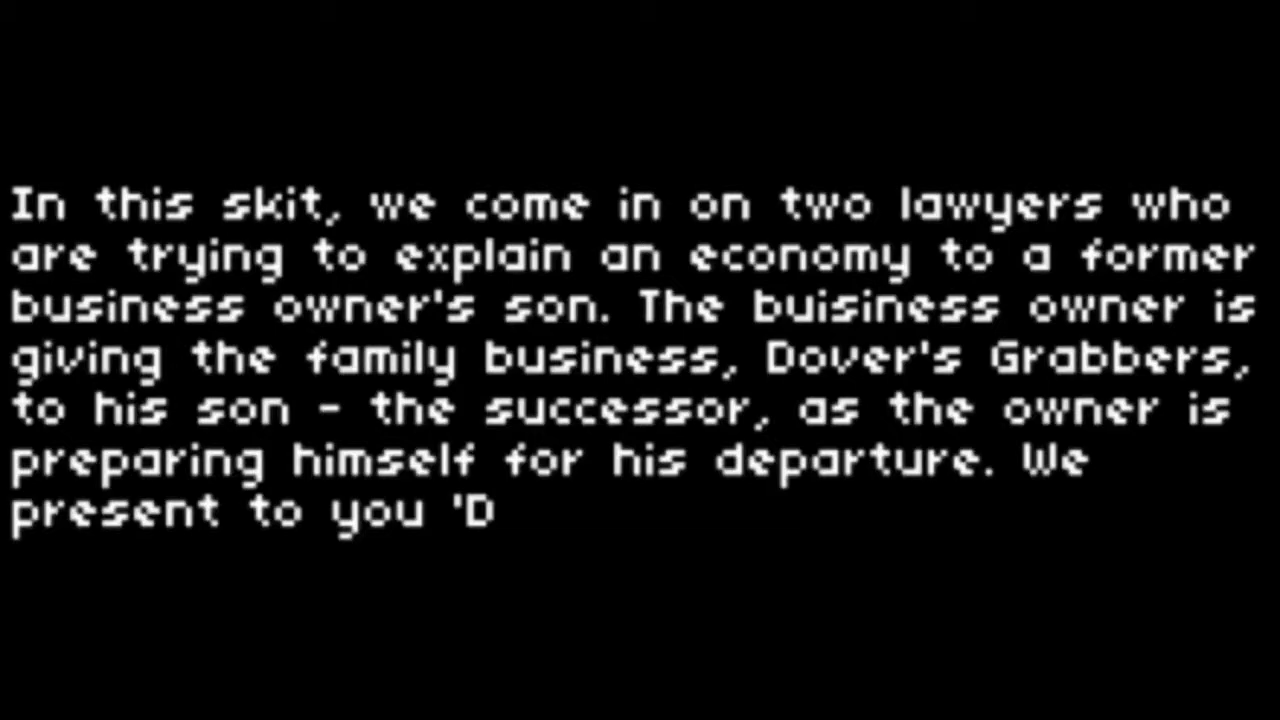 In this skit, we come in on two lawyers who
are trying to explain an economy to a former
business owner's son. The buisiness owner is
giving the family business, Dover's Grabbers,
to his son - the successor, as the owner is
preparing himself for his departure. We
present to you 'D